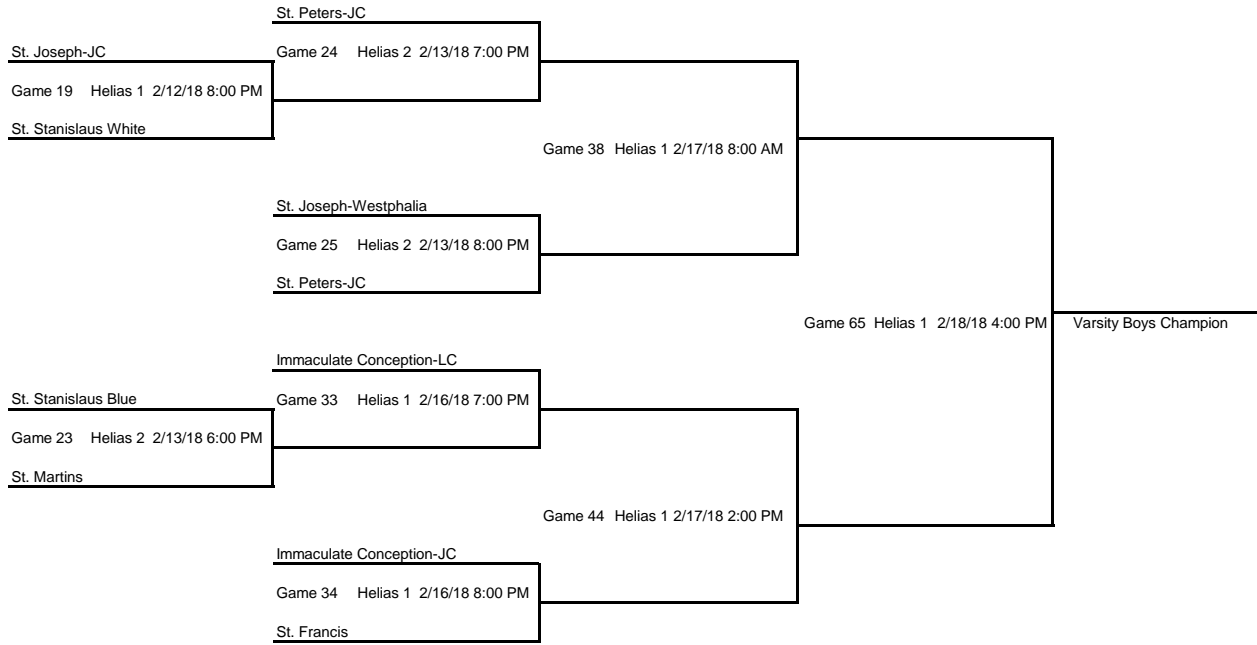 St. Peters-JC
St. Joseph-JC
Game 24 Helias 2 2/13/18 7:00 PM
Game 19 Helias 1 2/12/18 8:00 PM
St. Stanislaus White
Game 38 Helias 1 2/17/18 8:00 AM
St. Joseph-Westphalia
Game 25 Helias 2 2/13/18 8:00 PM
St. Peters-JC
Game 65 Helias 1 2/18/18 4:00 PM Varsity Boys Champion
Immaculate Conception-LC
St. Stanislaus Blue
Game 33 Helias 1 2/16/18 7:00 PM
Game 23 Helias 2 2/13/18 6:00 PM
St. Martins
Game 44 Helias 1 2/17/18 2:00 PM
Immaculate Conception-JC
Game 34 Helias 1 2/16/18 8:00 PM
St. Francis